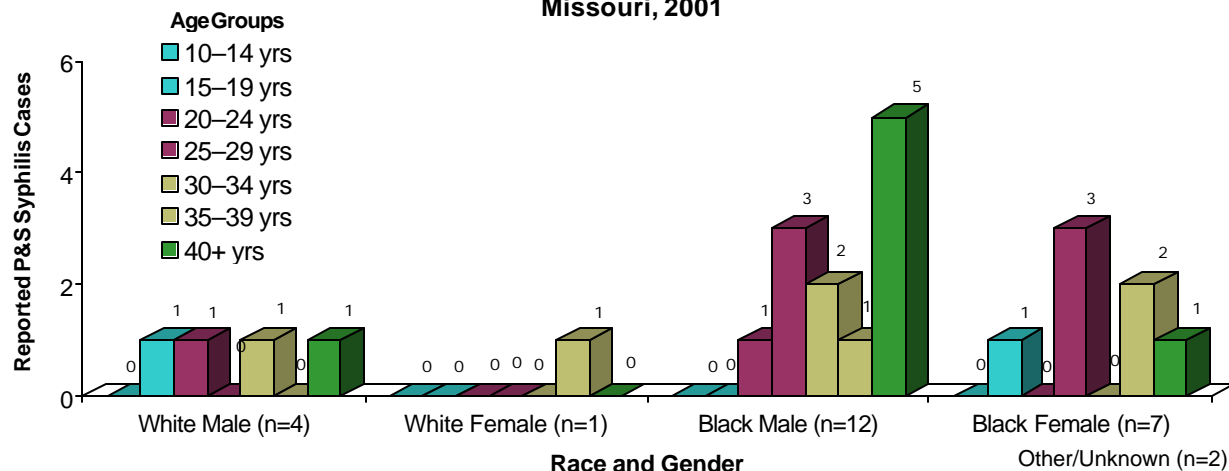 Missouri, 2001
Age Groups
10–14 yrs
15–19 yrs
20–24 yrs
25–29 yrs
30–34 yrs
35–39 yrs
40+ yrs
Reported P&S Syphilis Cases
6
4
2
0
0 1 1 0 1 0 1
0 0 0 0 0 1 0
0 0 1 3 2 1 5
0 1 0 3 0 2 1
White Male (n=4) White Female (n=1) Black Male (n=12) Black Female (n=7)
Other/Unknown (n=2)
Race and Gender